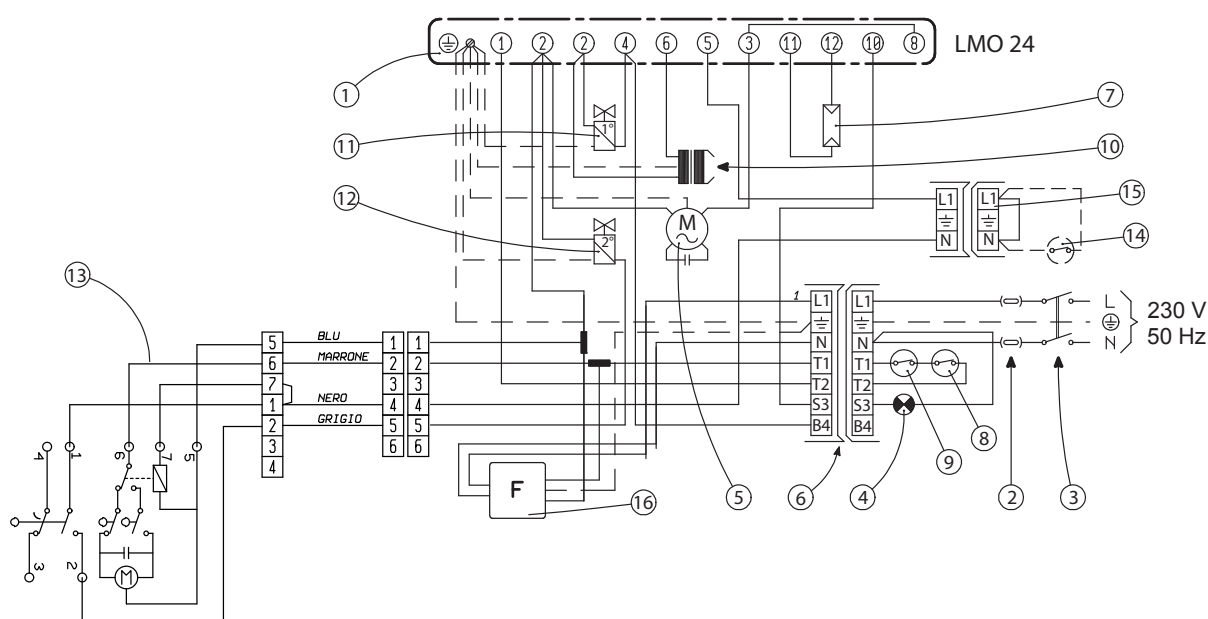 LMO 24
1 2 2 4 6 5 3 11 12 10 8
1
7
11
1°
10
12
M
2°
L1 L1
N N
15
14
13
1 L1 L1
N N
T1 T1
T2 T2
S3 S3
B4 B4
L
N
230 V
50 Hz
5 BLU 1 1
6 MARRONE 2 2
7 3 3
1 NERO 4 4
2 GRIGIO 5 5
3 6 6
4
4 1 6 7 5
3 2
M
F
16
5
6
4
9
8
2
3